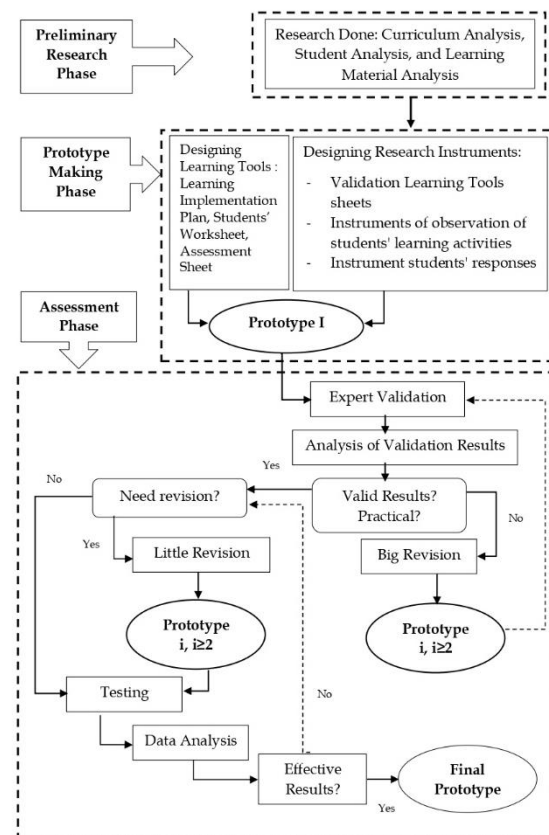 Preliminary
Research
Phase
Research Done: Curriculum Analysis,
Student Analysis, and Learning
Material Analysis
Prototype
Making
Phase
Designing
Learning Tools :
Learning
Implementation
Plan, Students'
Worksheet,
Assessment
Sheet
Designing Research Instruments:
- Validation Learning Tools
sheets
- Instruments of observation of
students' learning activities
- Instrument students' responses
Assessment
Phase
Prototype I
Expert Validation
Analysis of Validation Results
No
Yes
Need revision?
Valid Results?
Practical?
No
Yes
Little Revision
Big Revision
Prototype
i, i≥2
Prototype
i, i≥2
Testing
No
Data Analysis
Effective
Results?
Yes
Final
Prototype